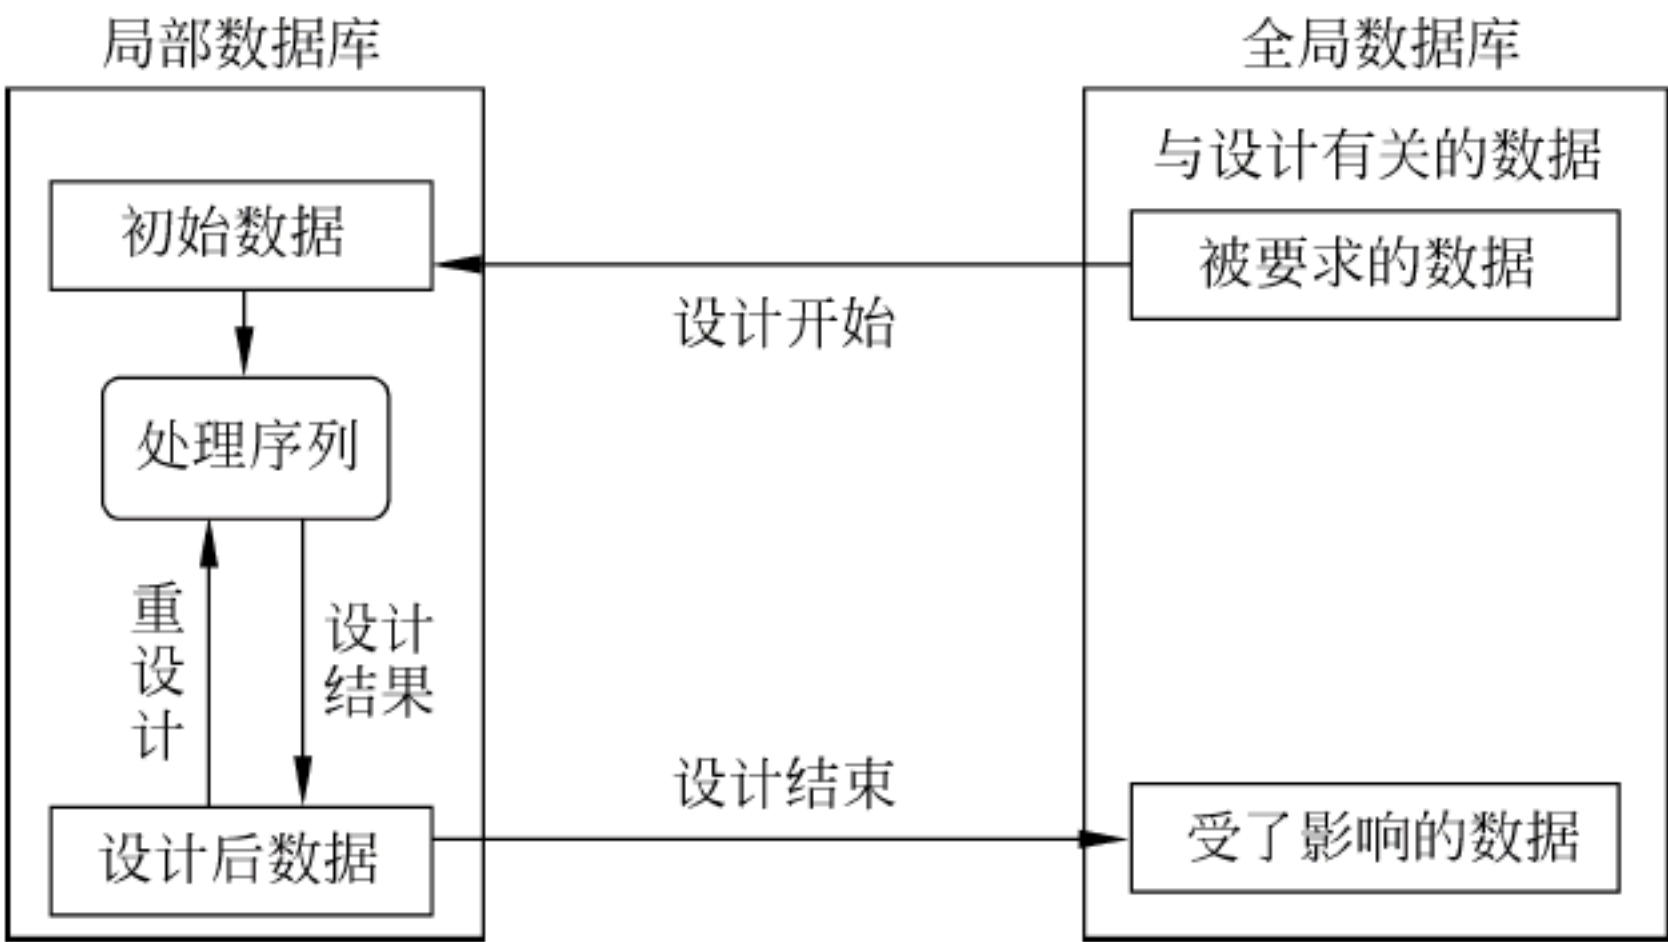 局部数据库
全局数据库
与设计有关的数据
初始数据
被要求的数据
设计开始
处理序列
重
设
计
设计
结果
设计结束
设计后数据
受了影响的数据